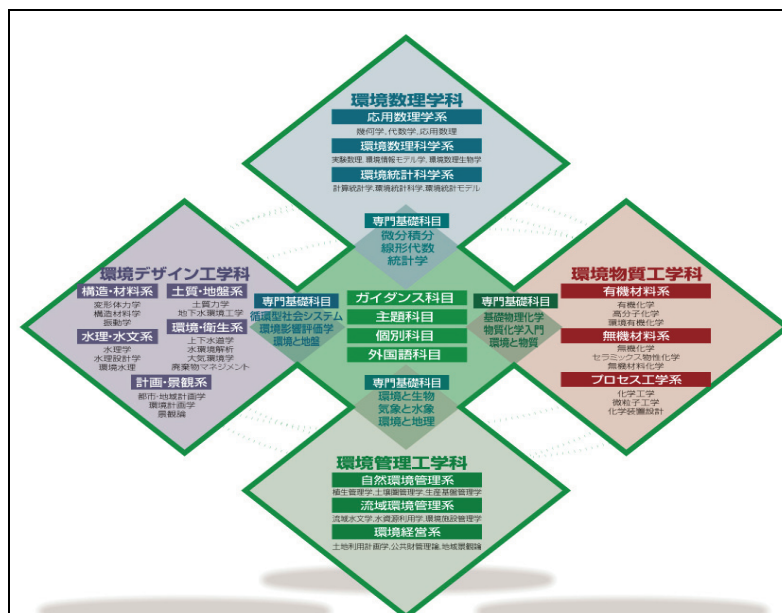 環境数理学科
応用数理学系
幾何学、代数学、応用数理
環境数理科学系
実験数理、環境情報モデル学、環境数理生物学
環境統計科学系
計算統計学、環境統計科学、環境統計モデル
専門基礎科目
微分積分
線形代数
統計学
環境デザイン工学科
構造・材料系
変形体力学
構造材料学
振動学
土質・地盤系
土質力学
地下水環境工学
水理・水文系
水理学
水理設計学
環境水理
環境・衛生系
上下水道学
水環境解析
大気環境学
廃棄物マネジメント
計画・景観系
都市・地域計画学
環境計画学
景観論
専門基礎科目
循環型社会システム
環境影響評価学
環境と地盤
ガイダンス科目
主題科目
個別科目
外国語科目
専門基礎科目
基礎物理化学
物質化学入門
環境と物質
環境物質工学科
有機材料系
有機化学
高分子化学
環境有機化学
無機材料系
無機化学
セラミックス物性化学
無機材料化学
プロセス工学系
化学工学
微粒子工学
化学装置設計
専門基礎科目
環境と生物
気象と水象
環境と地理
環境管理工学科
自然環境管理系
植生管理学、土壌圏管理学、生産基盤管理学
流域環境管理系
流域水文学、水資源利用学、環境施設管理学
環境経営系
土地利用計画学、公共財管理論、地域景観論